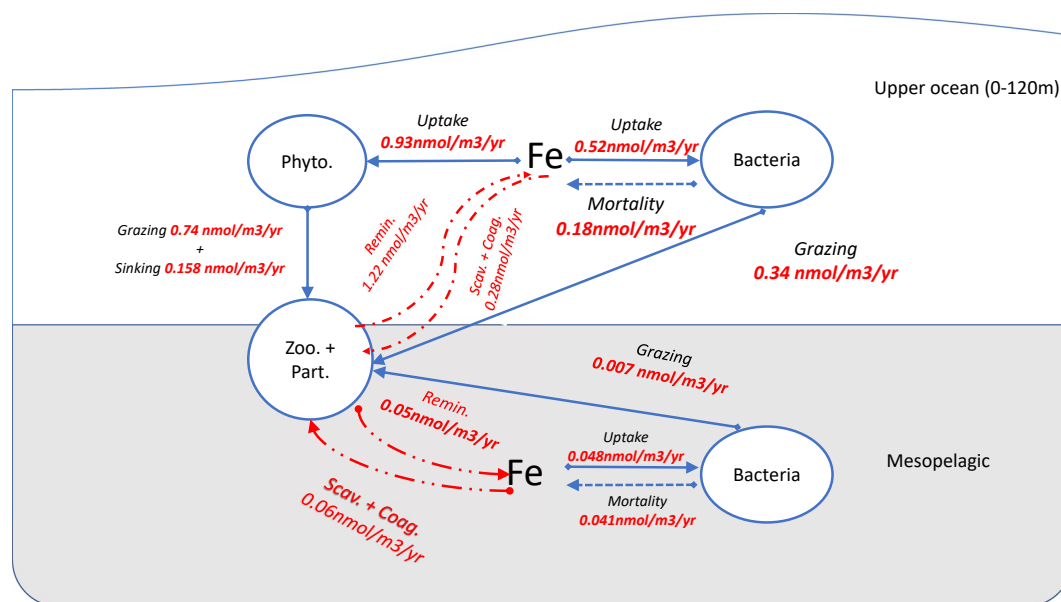 Upper ocean (0-120m)
Uptake
0.93nmol/m3/yr
Fe
Uptake
0.52nmol/m3/yr
Phyto.
Bacteria
Mortality
0.18nmol/m3/yr
Grazing 0.74 nmol/m3/yr
+
Sinking 0.158 nmol/m3/yr
Remin.
1.22 nmol/m3/yr
Scav. + Coag.
0.28nmol/m3/yr
Grazing
0.34 nmol/m3/yr
Zoo. +
Part.
Grazing
0.007 nmol/m3/yr
Remin.
0.05nmol/m3/yr
Fe
Uptake
0.048nmol/m3/yr
Bacteria
Mesopelagic
Mortality
0.041nmol/m3/yr
Scav. + Coag.
0.06nmol/m3/yr